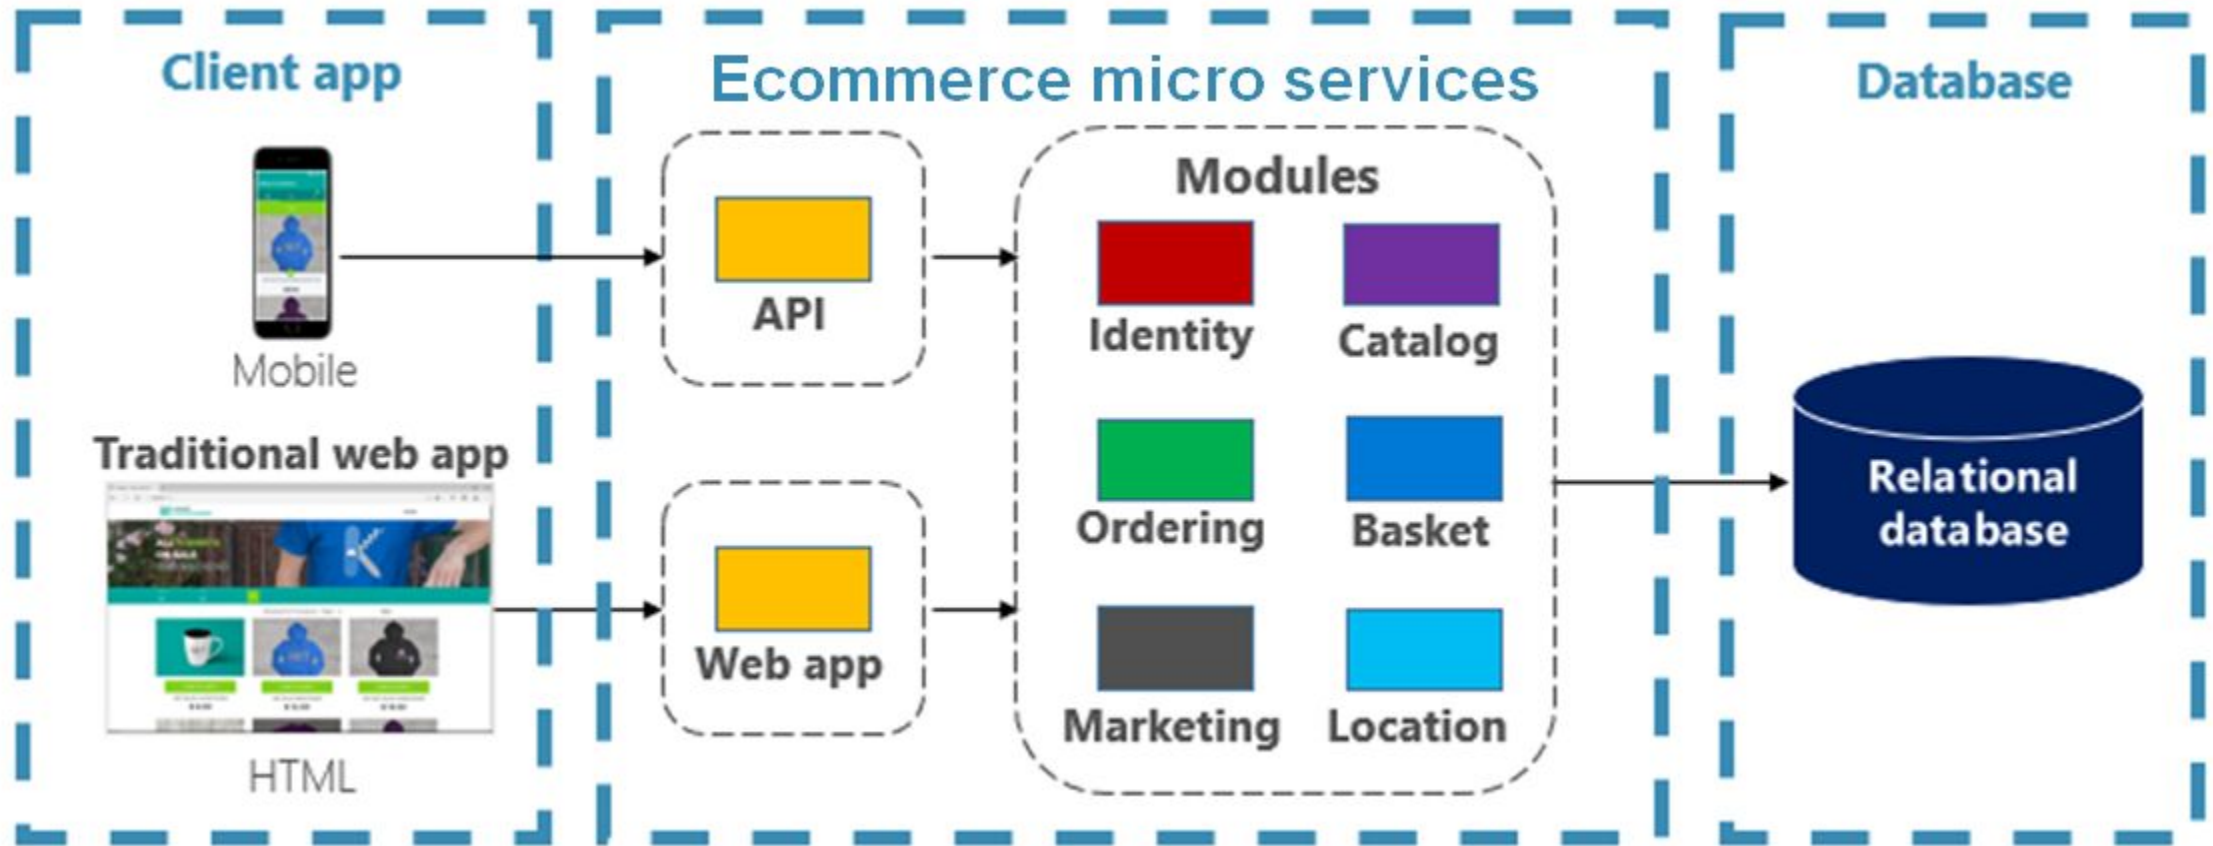 Client app
Mobile
Traditional web app
HTML
Ecommerce micro services
API
Web app
Modules
Identity
Catalog
Ordering
Basket
Marketing
Location
Database
Relational
database